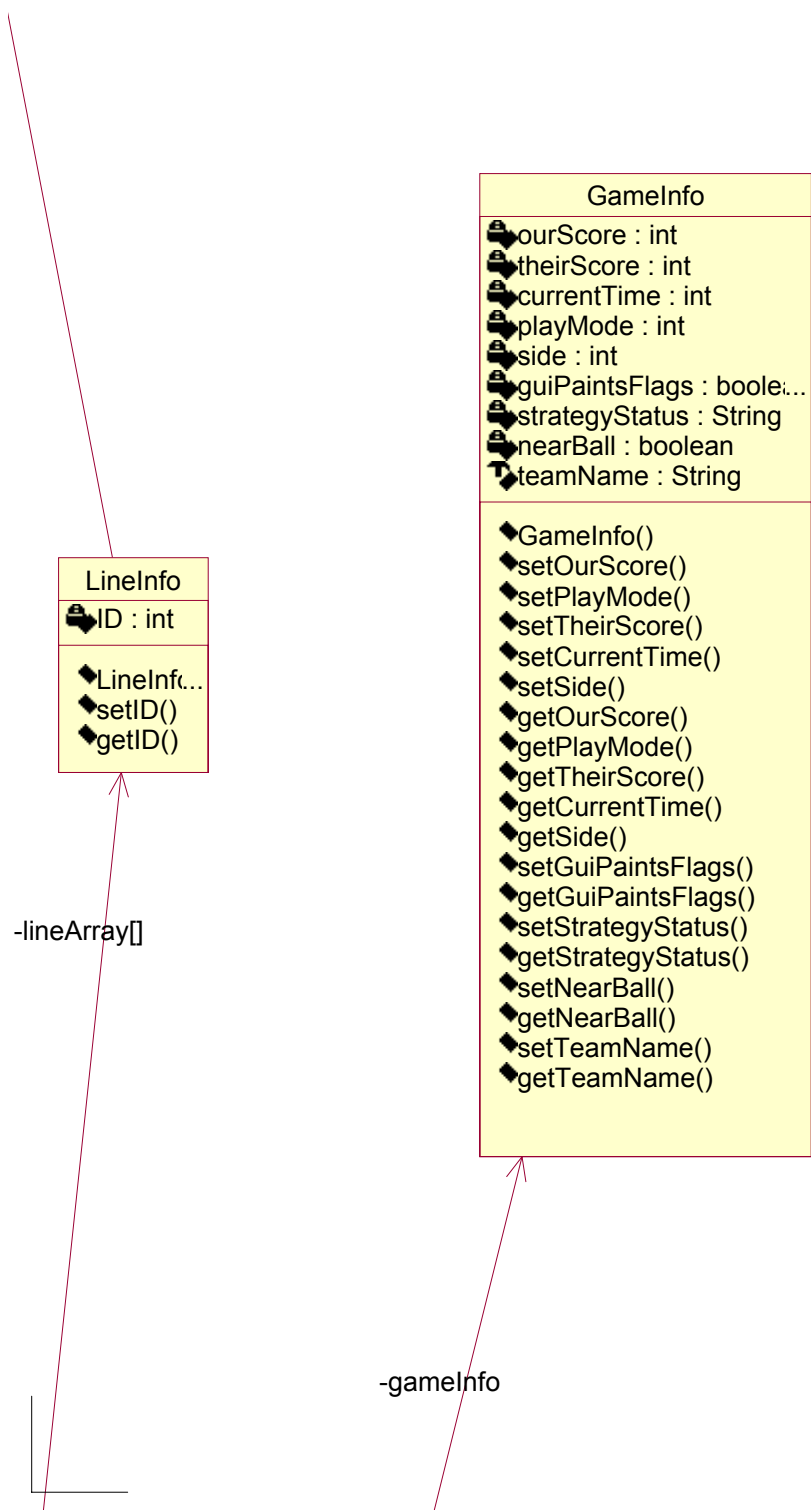 GameInfo
ourScore : int
theirScore : int
currentTime : int
playMode : int
side : int
guiPaintsFlags : boolea...
strategyStatus : String
nearBall : boolean
teamName : String
GameInfo()
setOurScore()
setPlayMode()
setTheirScore()
setCurrentTime()
setSide()
getOurScore()
getPlayMode()
getTheirScore()
getCurrentTime()
getSide()
setGuiPaintsFlags()
getGuiPaintsFlags()
setStrategyStatus()
getStrategyStatus()
setNearBall()
getNearBall()
setTeamName()
getTeamName()
LineInfo
ID : int
LineInfo...
setID()
getID()
-lineArray[]
-gameInfo